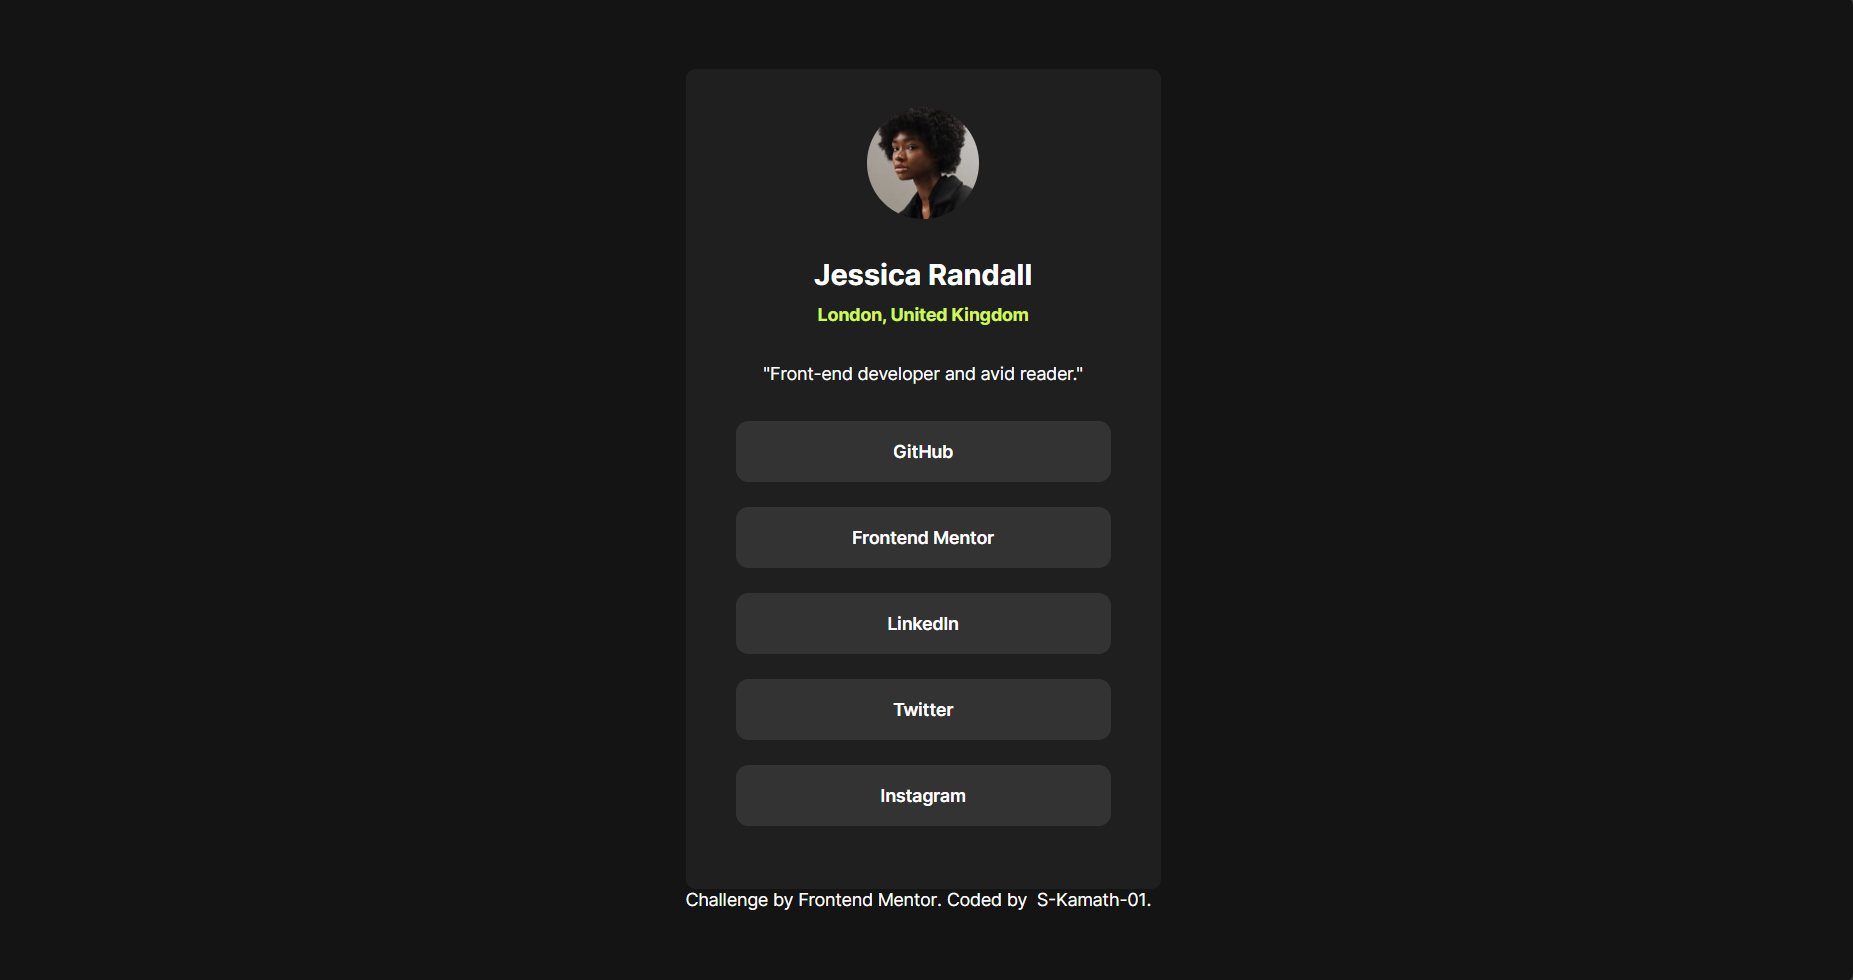 Jessica Randall
London, United Kingdom
"Front-end developer and avid reader."
GitHub
Frontend Mentor
LinkedIn
Twitter
Instagram
Challenge by Frontend Mentor. Coded by  S-Kamath-01.